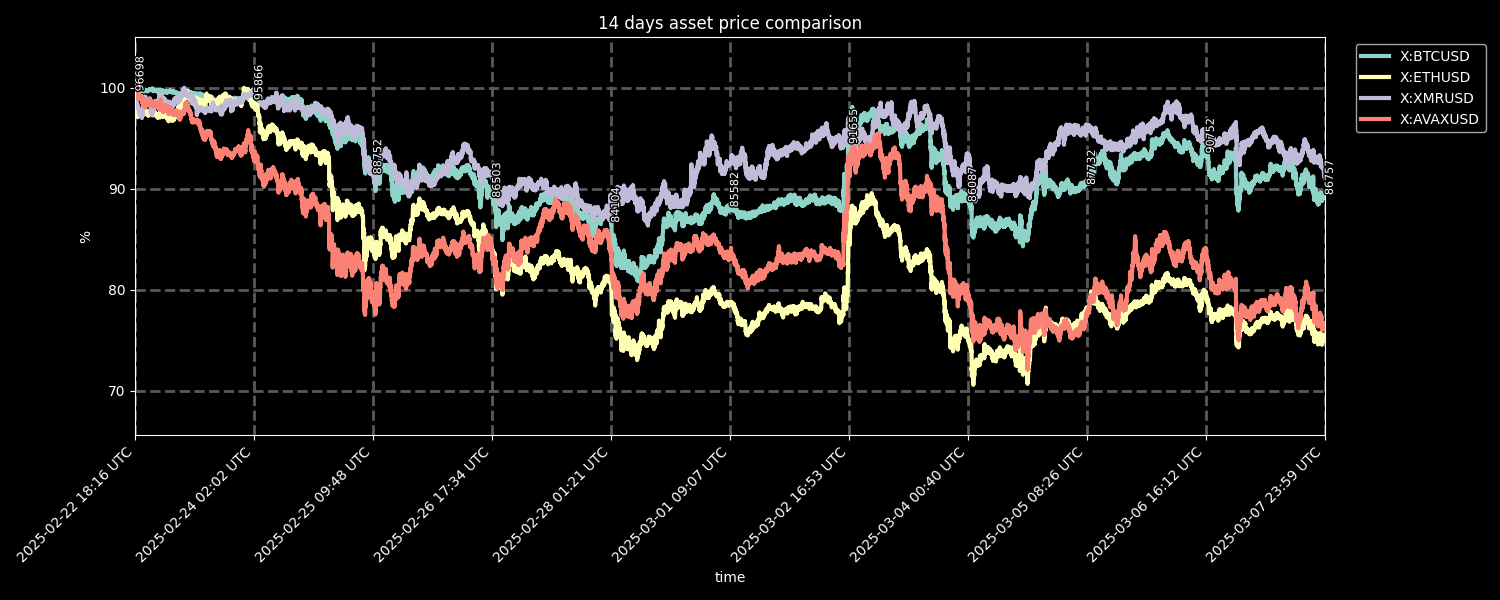 14 days asset price comparison
X:BTCUSD
X:ETHUSD
X:XMRUSD
X:AVAXUSD
%
100
90
80
70
96698
95866
88752
86503
84104
85582
91655
86087
87732
90752
86757
2025-02-22 18:16 UTC
2025-02-24 02:02 UTC
2025-02-25 09:48 UTC
2025-02-26 17:34 UTC
2025-02-28 01:21 UTC
2025-03-01 09:07 UTC
2025-03-02 16:53 UTC
2025-03-04 00:40 UTC
2025-03-05 08:26 UTC
2025-03-06 16:12 UTC
2025-03-07 23:59 UTC
time